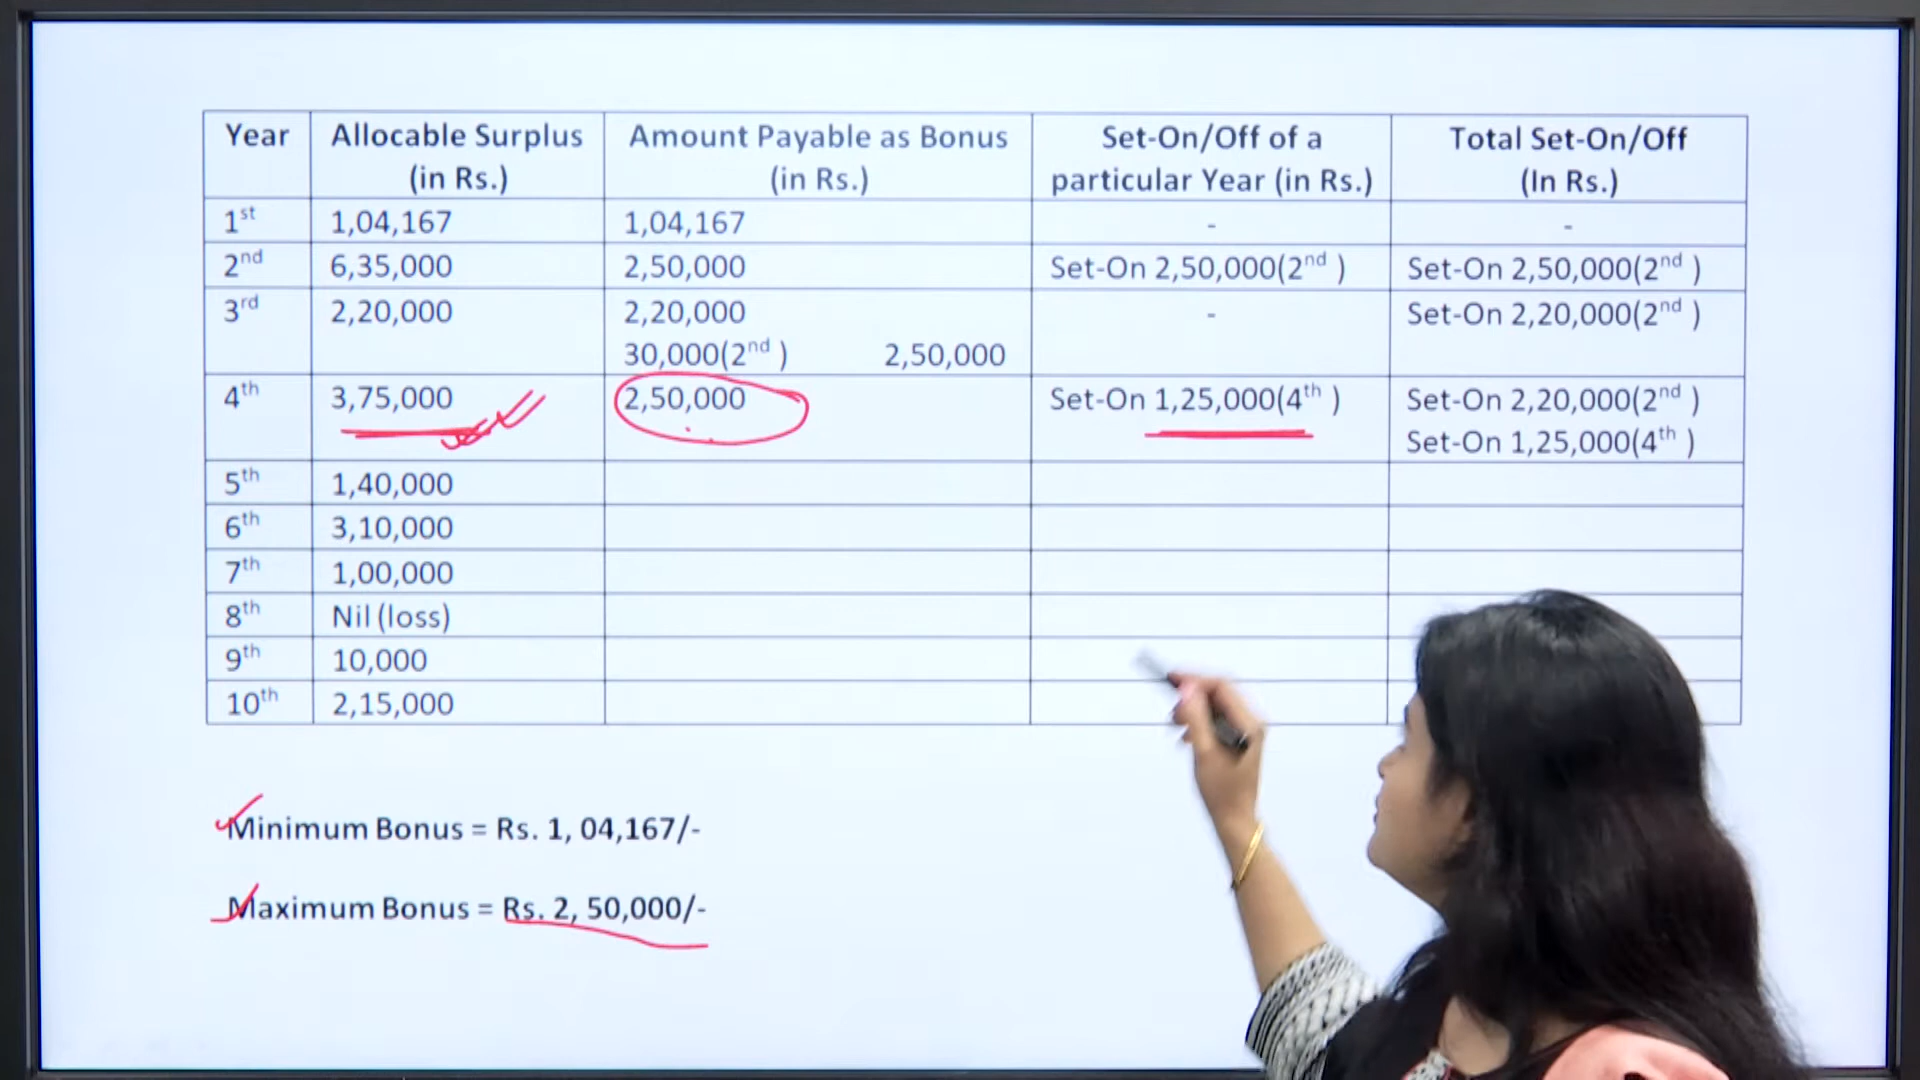 Year Allocable Surplus (in Rs.) Amount Payable as Bonus (in Rs.) Set-On/Off of a particular Year (in Rs.) Total Set-On/Off (In Rs.)
1st 1,04,167 1,04,167 - -
2nd 6,35,000 2,50,000 Set-On 2,50,000(2nd ) Set-On 2,50,000(2nd )
3rd 2,20,000 2,20,000 - Set-On 2,20,000(2nd )
30,000(2nd ) 2,50,000
4th 3,75,000 2,50,000 Set-On 1,25,000(4th ) Set-On 2,20,000(2nd )
Set-On 1,25,000(4th )
5th 1,40,000
6th 3,10,000
7th 1,00,000
8th Nil (loss)
9th 10,000
10th 2,15,000
Minimum Bonus = Rs. 1, 04,167/-
Maximum Bonus = Rs. 2, 50,000/-